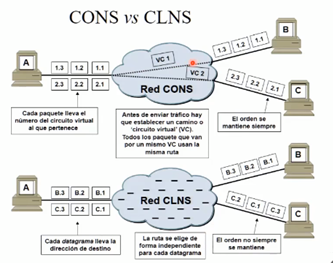 CONS vs CLNS
A
1.3 1.2 1.1
2.3 2.2 2.1
VC 1
VC 2
Red CONS
1.3 1.2 1.1
B
2.3 2.2 2.1
C
Cada paquete lleva el
número del circuito virtual
al que pertenece
Antes de enviar tráfico hay
que establecer un camino o
'circuito virtual' (VC).
Todos los paquete que van
por un mismo VC usan la
misma ruta
El orden se
mantiene siempre
A
B.3 B.2 B.1
C.3 C.2 C.1
Red CLNS
B.3 B.2 B.1
B
C.2 C.1 C.3
C
Cada datagrama lleva la
dirección de destino
La ruta se elige de
forma independiente
para cada datagrama
El orden no siempre se
mantiene